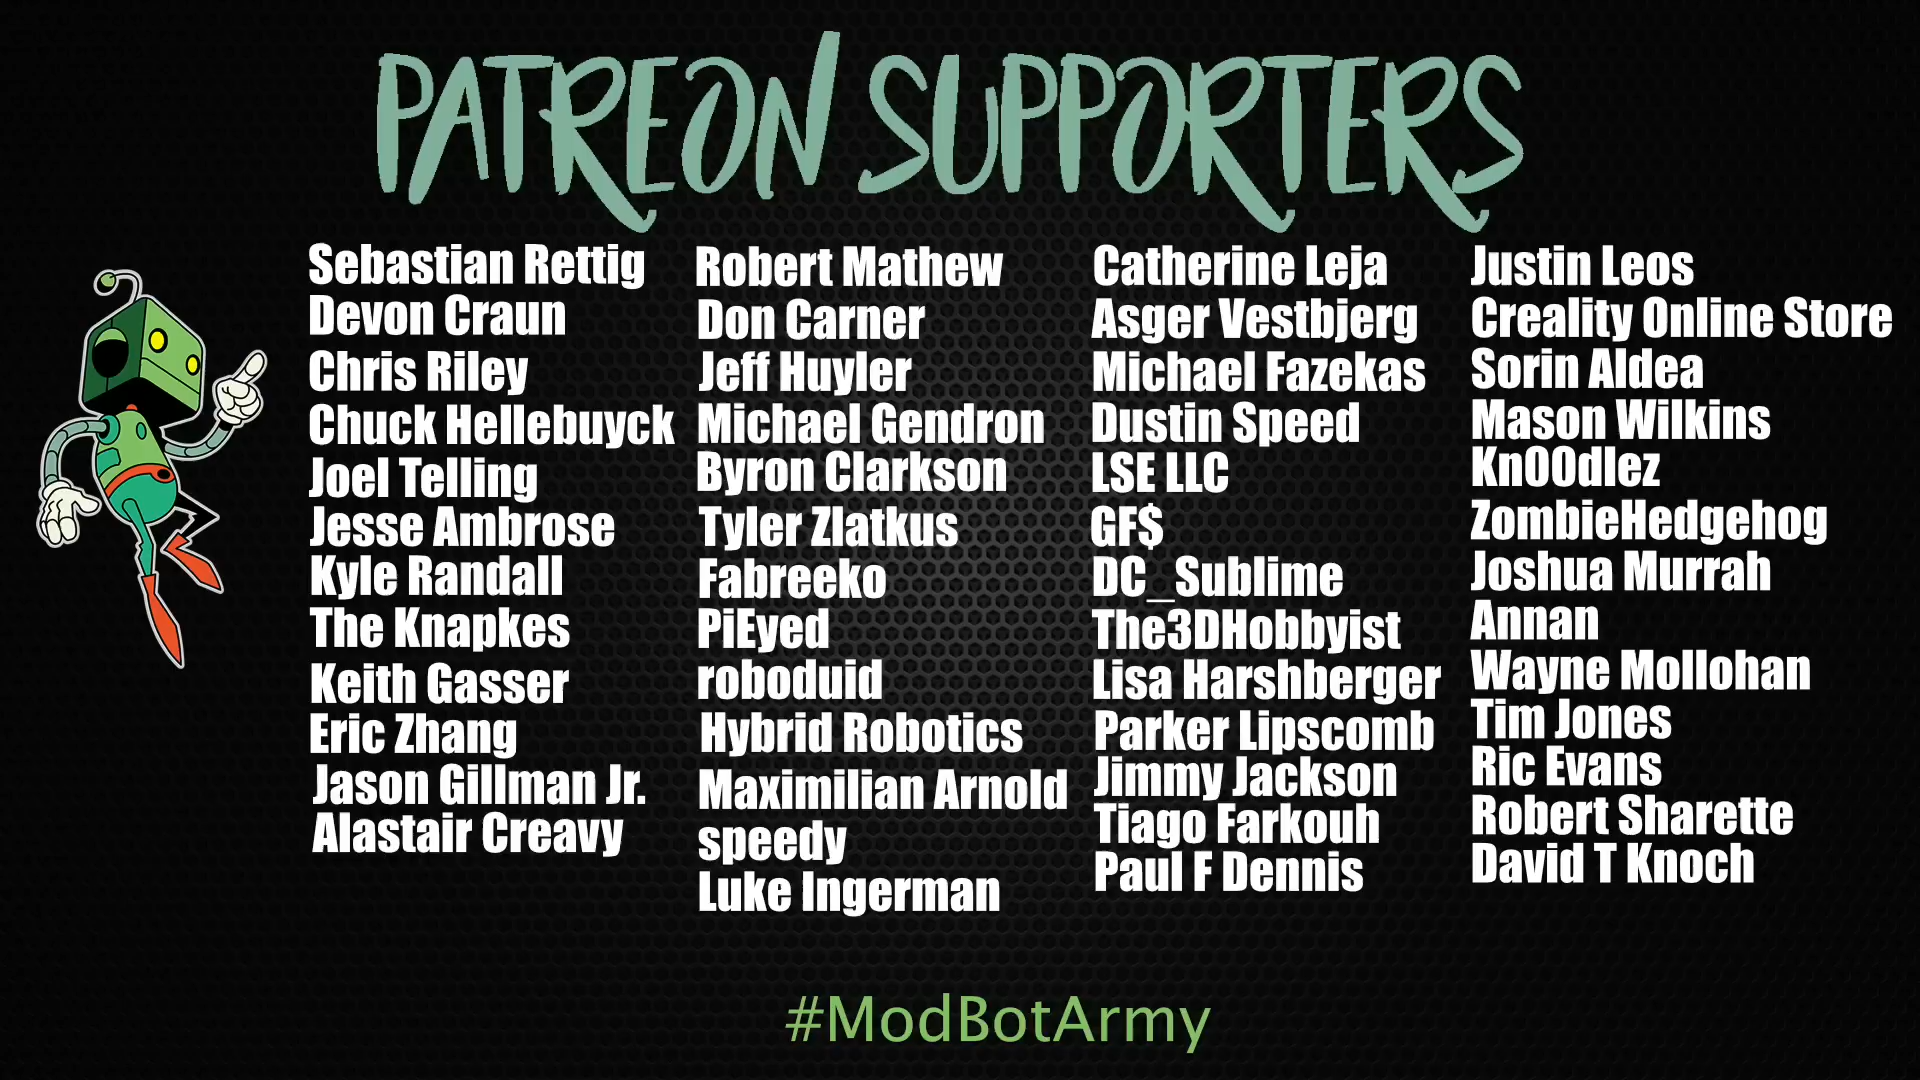 PATREON SUPPORTERS
Sebastian Rettig
Devon Craun
Chris Riley
Chuck Hellebuyck
Joel Telling
Jesse Ambrose
Kyle Randall
The Knapkes
Keith Gasser
Eric Zhang
Jason Gillman Jr.
Alastair Creavy
Robert Mathew
Don Carner
Jeff Huyler
Michael Gendron
Byron Clarkson
Tyler Zlatkus
Fabreeko
PiEyed
roboduid
Hybrid Robotics
Maximilian Arnold
speedy
Luke Ingerman
Catherine Leja
Asger Vestbjerg
Michael Fazekas
Dustin Speed
LSE LLC
GF$
DC_Sublime
The3DHobbyist
Lisa Harshberger
Parker Lipscomb
Jimmy Jackson
Tiago Farkouh
Paul F Dennis
Justin Leos
Creality Online Store
Sorin Aldea
Mason Wilkins
Kn00dlez
ZombieHedgehog
Joshua Murrah
Annan
Wayne Mollohan
Tim Jones
Ric Evans
Robert Sharette
David T Knoch
#ModBotArmy